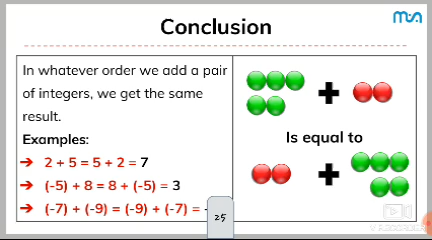 Conclusion
In whatever order we add a pair
of integers, we get the same
result.
Examples:
➔ 2 + 5 = 5 + 2 = 7
➔ (-5) + 8 = 8 + (-5) = 3
➔ (-7) + (-9) = (-9) + (-7) = -
+
Is equal to
+
25